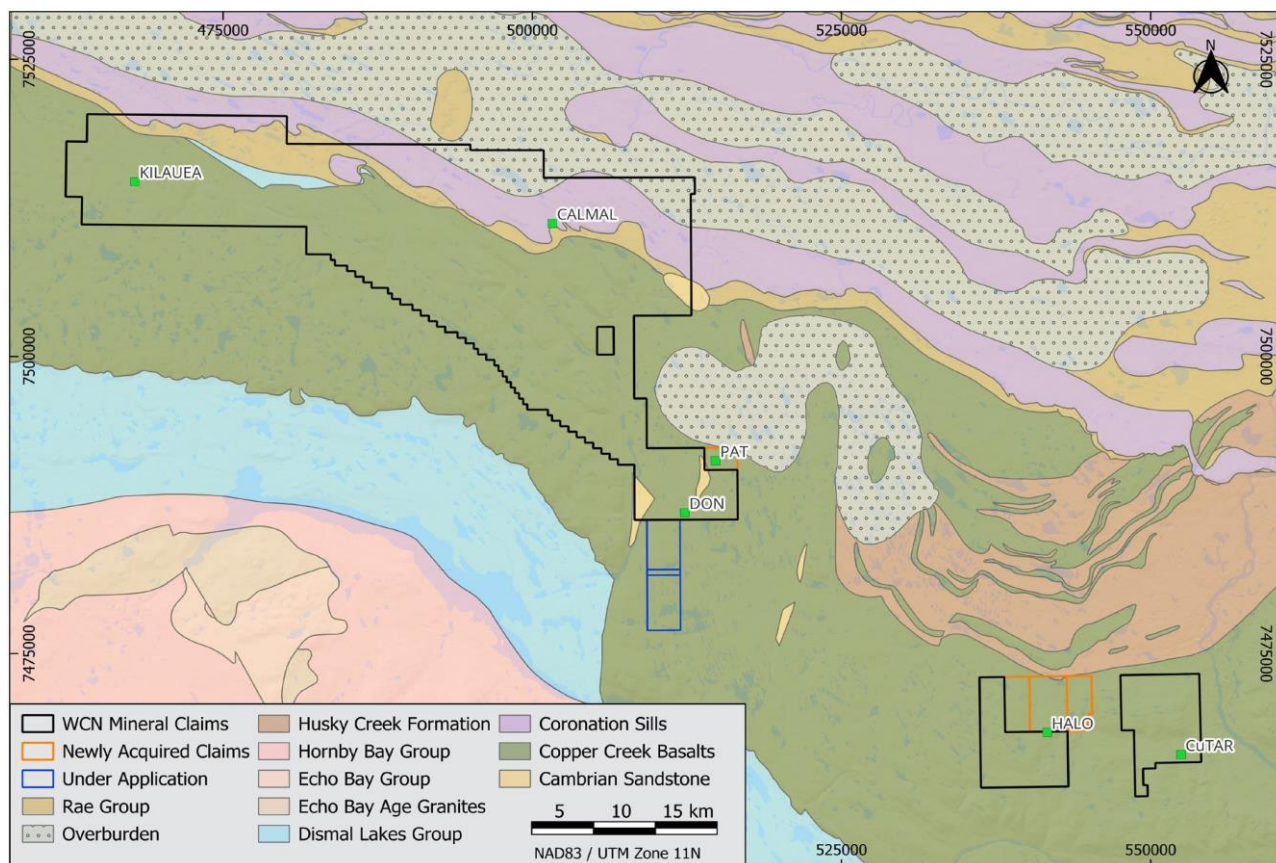 475000
500000
525000
550000
7525000
7525000
N
KILAUEA
CALMAL
7500000
7500000
PAT
DON
7475000
7475000
HALO
CuTAR
WCN Mineral Claims
Newly Acquired Claims
Under Application
Rae Group
Overburden
Husky Creek Formation
Hornby Bay Group
Echo Bay Group
Echo Bay Age Granites
Dismal Lakes Group
Coronation Sills
Copper Creek Basalts
Cambrian Sandstone
5 10 15 km
NAD83 / UTM Zone 11N
525000
550000